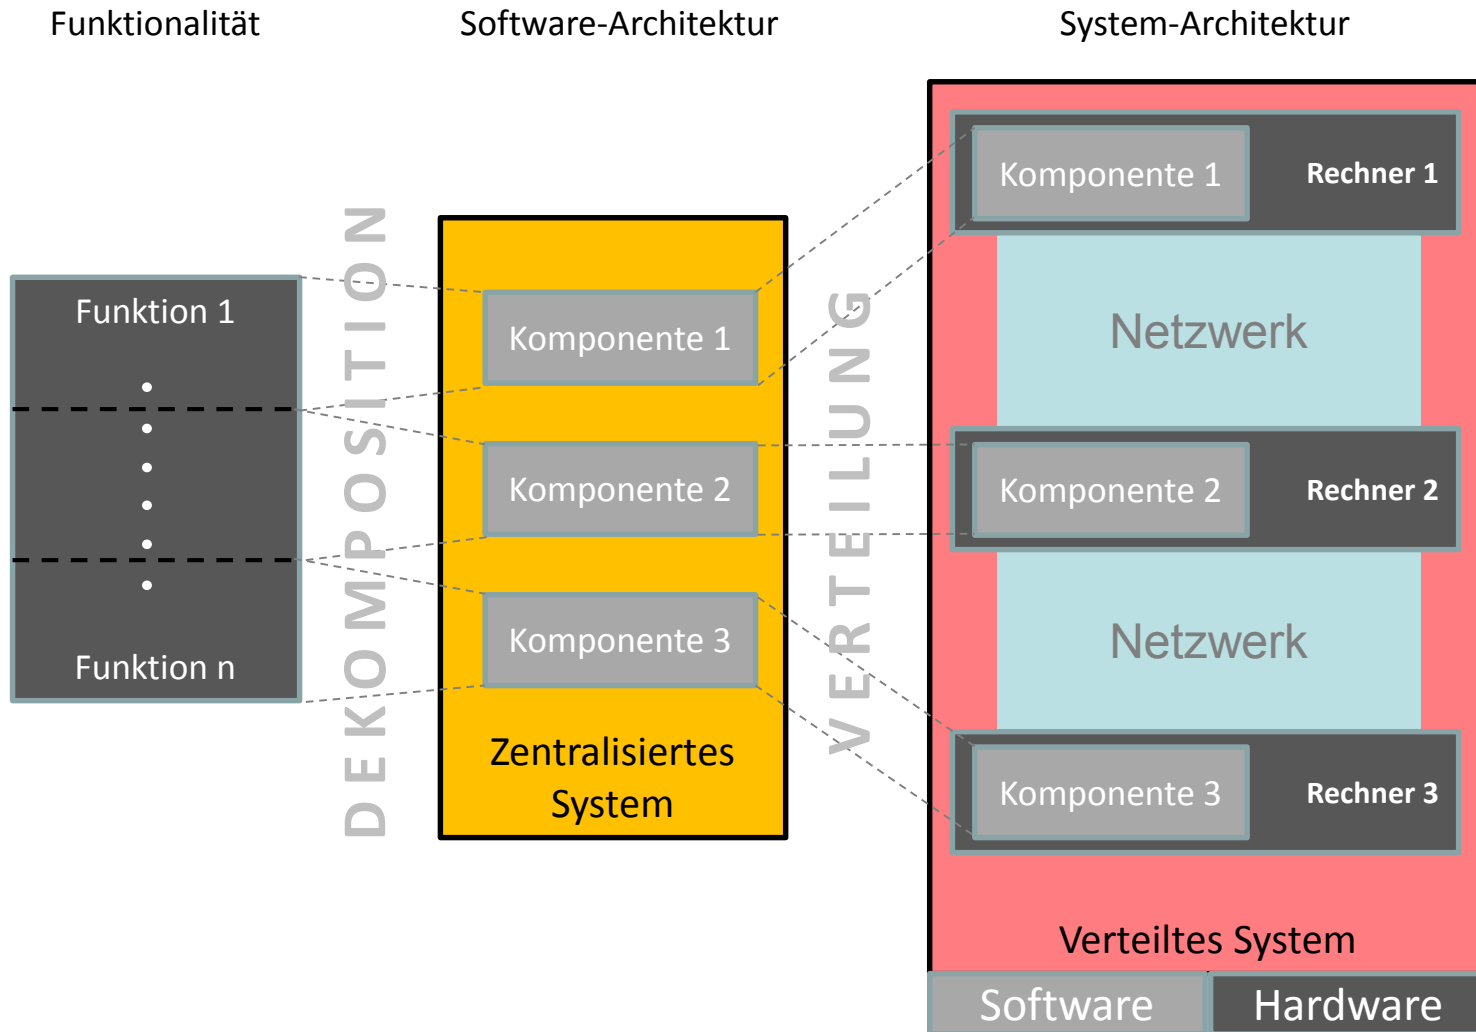 Funktionalität
Software-Architektur
System-Architektur
Funktion 1
Funktion n
DEKOMPOSITION
Komponente 1
Komponente 2
Komponente 3
Zentralisiertes
System
VERTEILUNG
Komponente 1
Rechner 1
Netzwerk
Komponente 2
Rechner 2
Netzwerk
Komponente 3
Rechner 3
Verteiltes System
Software
Hardware